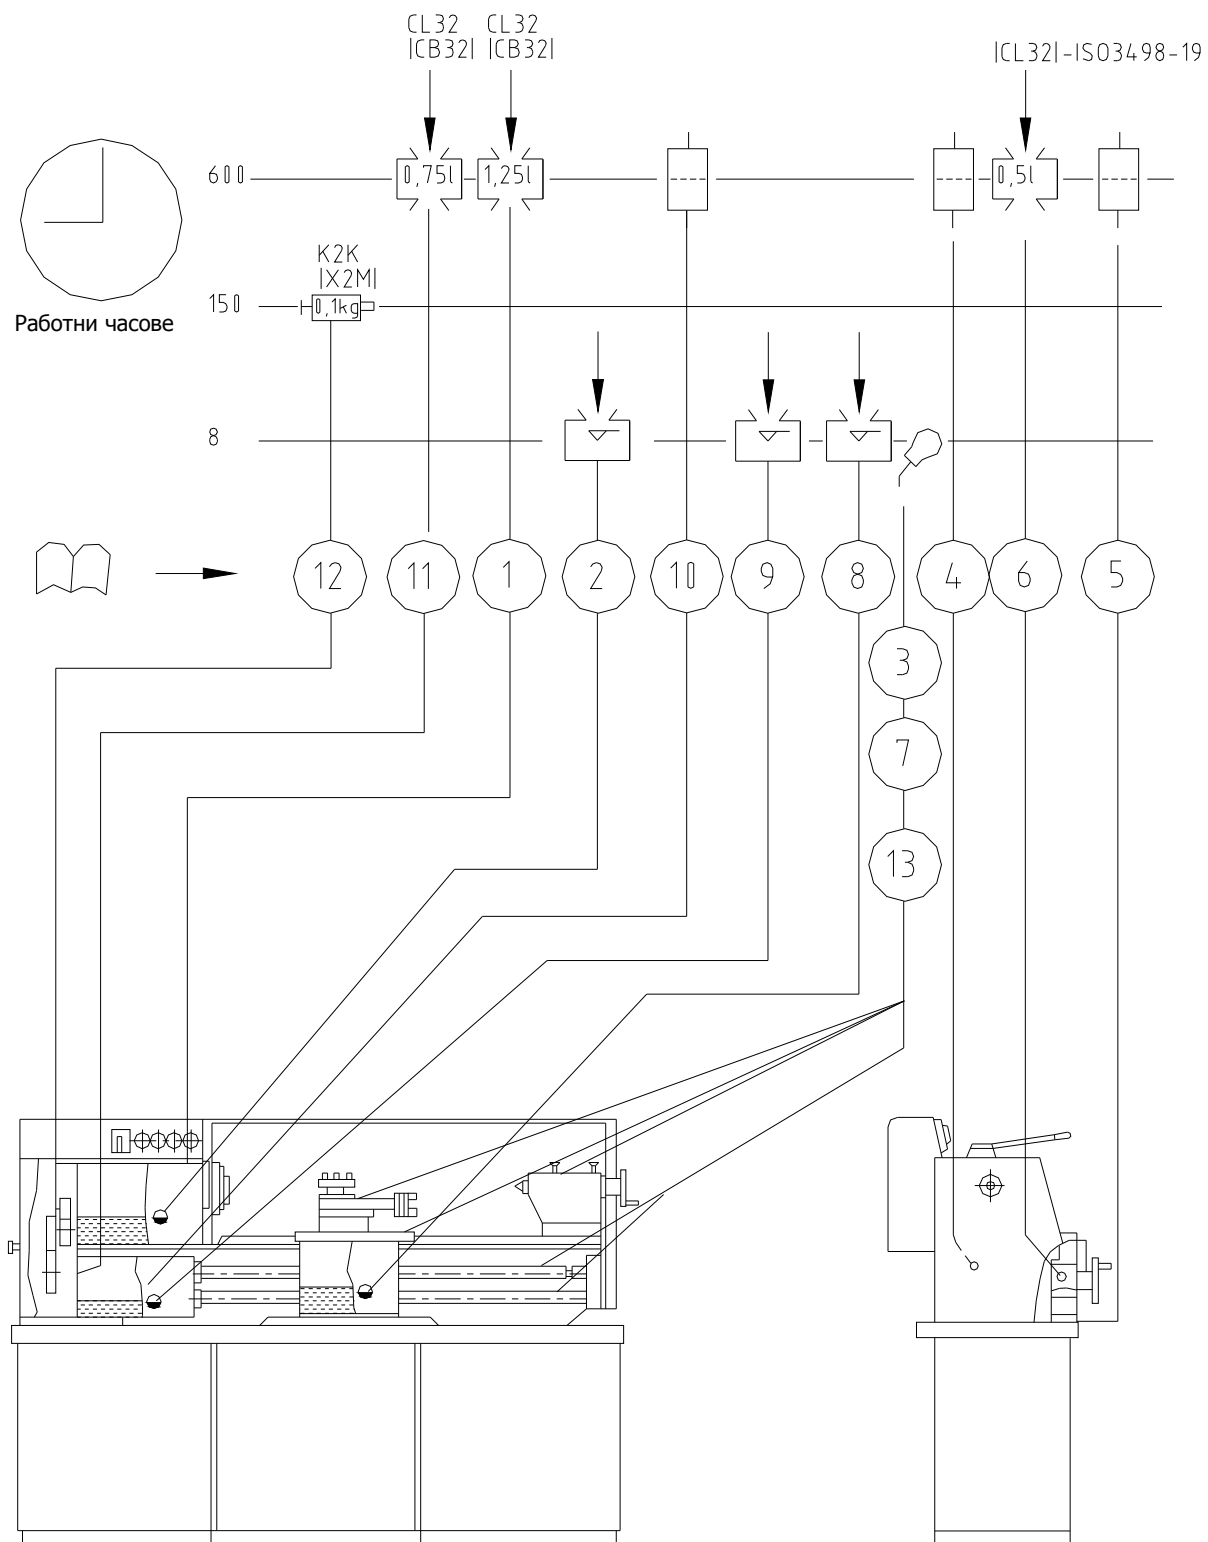 CL32 CL32
|CB32| |CB32|
|CL32|-ISO3498-19
600 0,75l 1,25l 0,5l
K2K
|X2M|
150 0,1kg
Работни часове
8
12 11 1 2 10 9 8 4 6 5
3
7
13